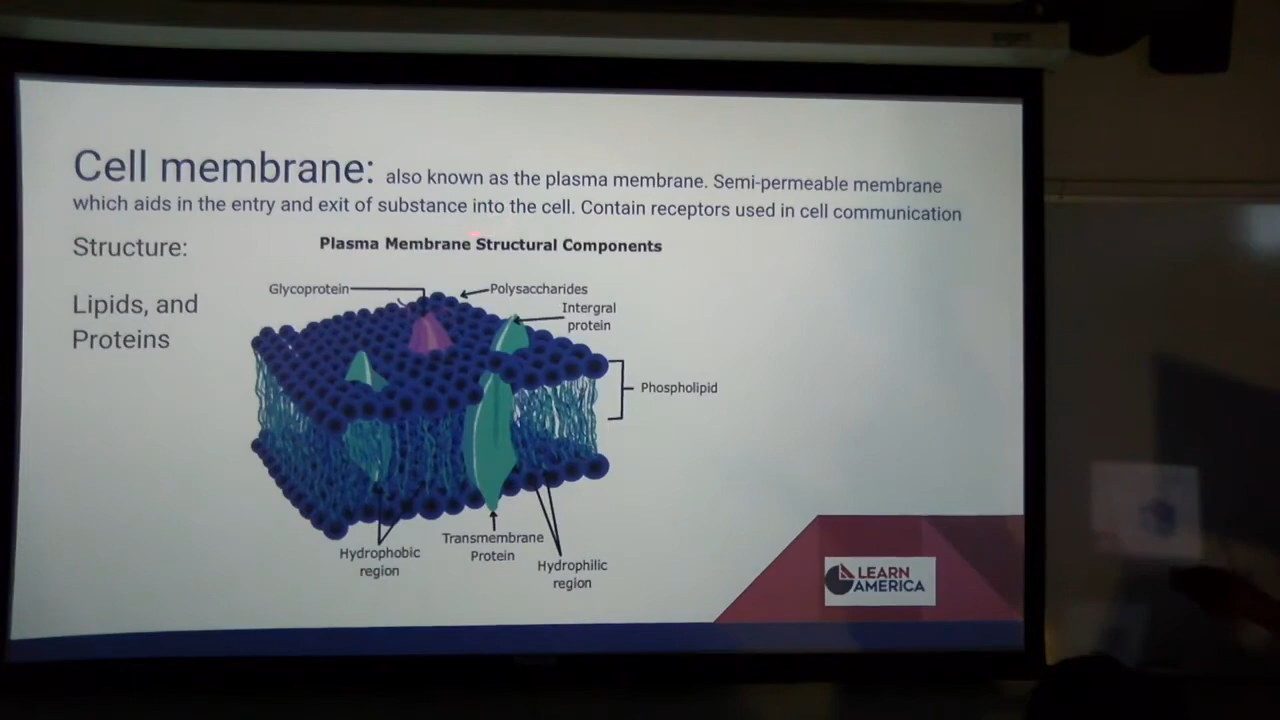 Cell membrane: also known as the plasma membrane. Semi-permeable membrane
which aids in the entry and exit of substance into the cell. Contain receptors used in cell communication
Structure:
Lipids, and
Proteins
Plasma Membrane Structural Components
Glycoprotein
Polysaccharides
Intergral
protein
Phospholipid
Hydrophobic
region
Transmembrane
Protein
Hydrophilic
region
LEARN
AMERICA